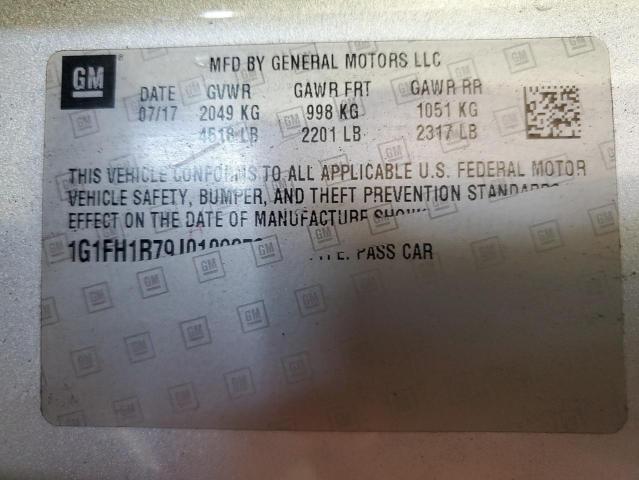 GM
MFD BY GENERAL MOTORS LLC
DATE GVWR GAWR FRT GAWR RR
07/17 2049 KG 998 KG 1051 KG
4518 LB 2201 LB 2317 LB
THIS VEHICLE CONFORMS TO ALL APPLICABLE U.S. FEDERAL MOTOR
VEHICLE SAFETY, BUMPER, AND THEFT PREVENTION STANDARDS
EFFECT ON THE DATE OF MANUFACTURE
PASS CAR